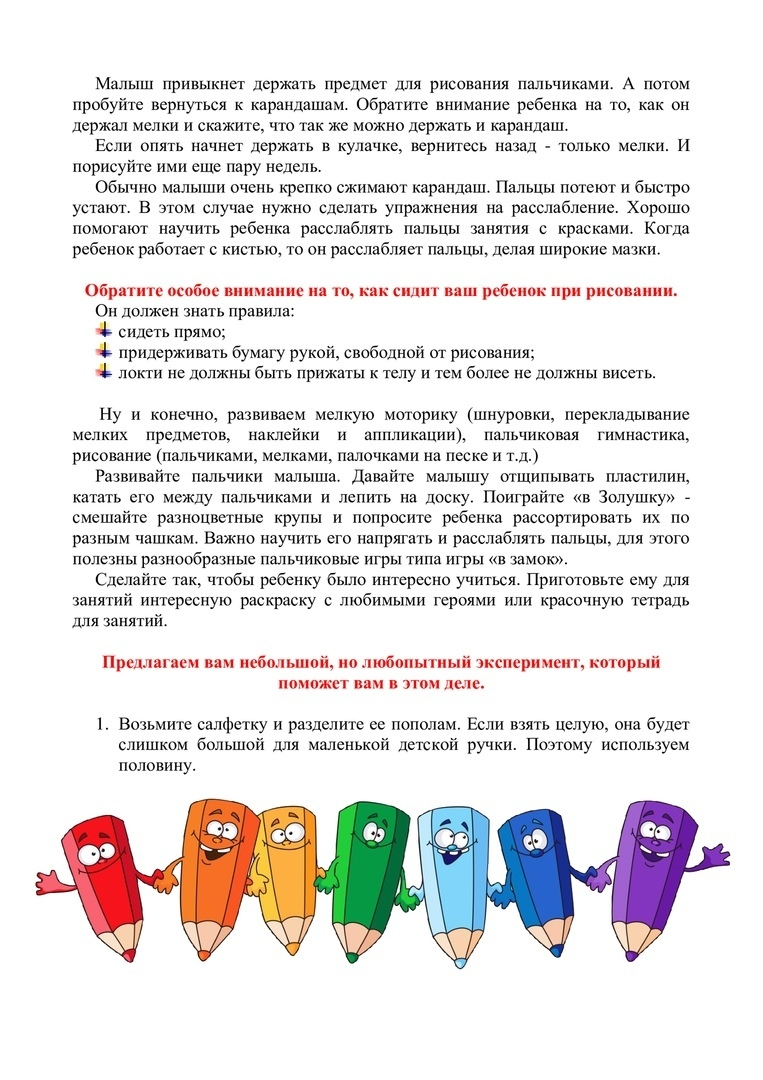 Малыш привыкнет держать предмет для рисования пальчиками. А потом
пробуйте вернуться к карандашам. Обратите внимание ребенка на то, как он
держал мелки и скажите, что так же можно держать и карандаш.
Если опять начнет держать в кулачке, вернитесь назад - только мелки. И
порисуйте ими еще пару недель.
Обычно малыши очень крепко сжимают карандаш. Пальцы потеют и быстро
устают. В этом случае нужно сделать упражнения на расслабление. Хорошо
помогают научить ребенка расслаблять пальцы занятия с красками. Когда
ребенок работает с кистью, то он расслабляет пальцы, делая широкие мазки.
Обратите особое внимание на то, как сидит ваш ребенок при рисовании.
Он должен знать правила:
сидеть прямо;
придерживать бумагу рукой, свободной от рисования;
локти не должны быть прижаты к телу и тем более не должны висеть.
Ну и конечно, развиваем мелкую моторику (шнуровки, перекладывание
мелких предметов, наклейки и аппликации), пальчиковая гимнастика,
рисование (пальчиками, мелками, палочками на песке и т.д.)
Развивайте пальчики малыша. Давайте малышу отщипывать пластилин,
катать его между пальчиками и лепить на доску. Поиграйте «в Золушку» -
смешайте разноцветные крупы и попросите ребенка рассортировать их по
разным чашкам. Важно научить его напрягать и расслаблять пальцы, для этого
полезны разнообразные пальчиковые игры типа игры «в замок».
Сделайте так, чтобы ребенку было интересно учиться. Приготовьте ему для
занятий интересную раскраску с любимыми героями или красочную тетрадь
для занятий.
Предлагаем вам небольшой, но любопытный эксперимент, который
поможет вам в этом деле.
1. Возьмите салфетку и разделите ее пополам. Если взять целую, она будет
слишком большой для маленькой детской ручки. Поэтому используем
половину.